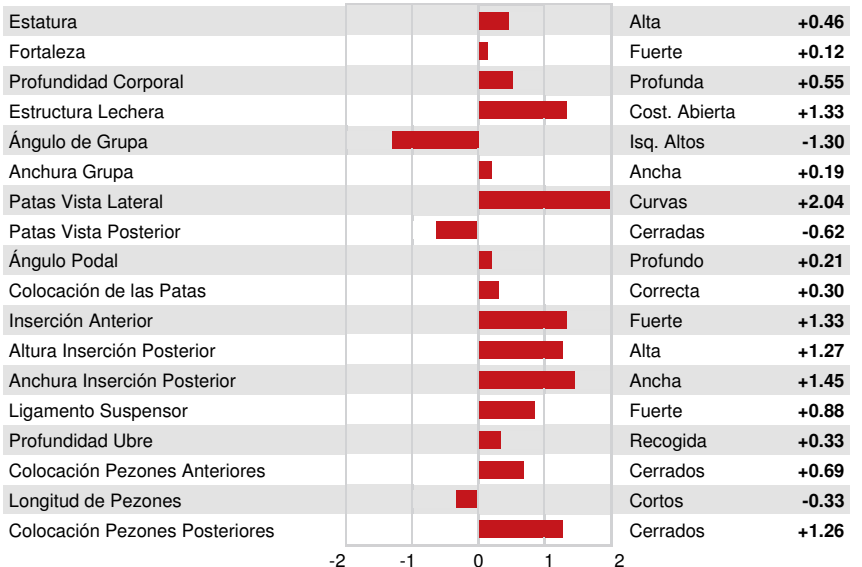 Estatura Alta +0.46
Fortaleza Fuerte +0.12
Profundidad Corporal Profunda +0.55
Estructura Lechera Cost. Abierta +1.33
Ángulo de Grupa Isq. Altos -1.30
Anchura Grupa Ancha +0.19
Patas Vista Lateral Curvas +2.04
Patas Vista Posterior Cerradas -0.62
Ángulo Podal Profundo +0.21
Colocación de las Patas Correcta +0.30
Inserción Anterior Fuerte +1.33
Altura Inserción Posterior Alta +1.27
Anchura Inserción Posterior Ancha +1.45
Ligamento Suspensor Fuerte +0.88
Profundidad Ubre Recogida +0.33
Colocación Pezones Anteriores Cerrados +0.69
Longitud de Pezones Cortos -0.33
Colocación Pezones Posteriores Cerrados +1.26
-2 -1 0 1 2